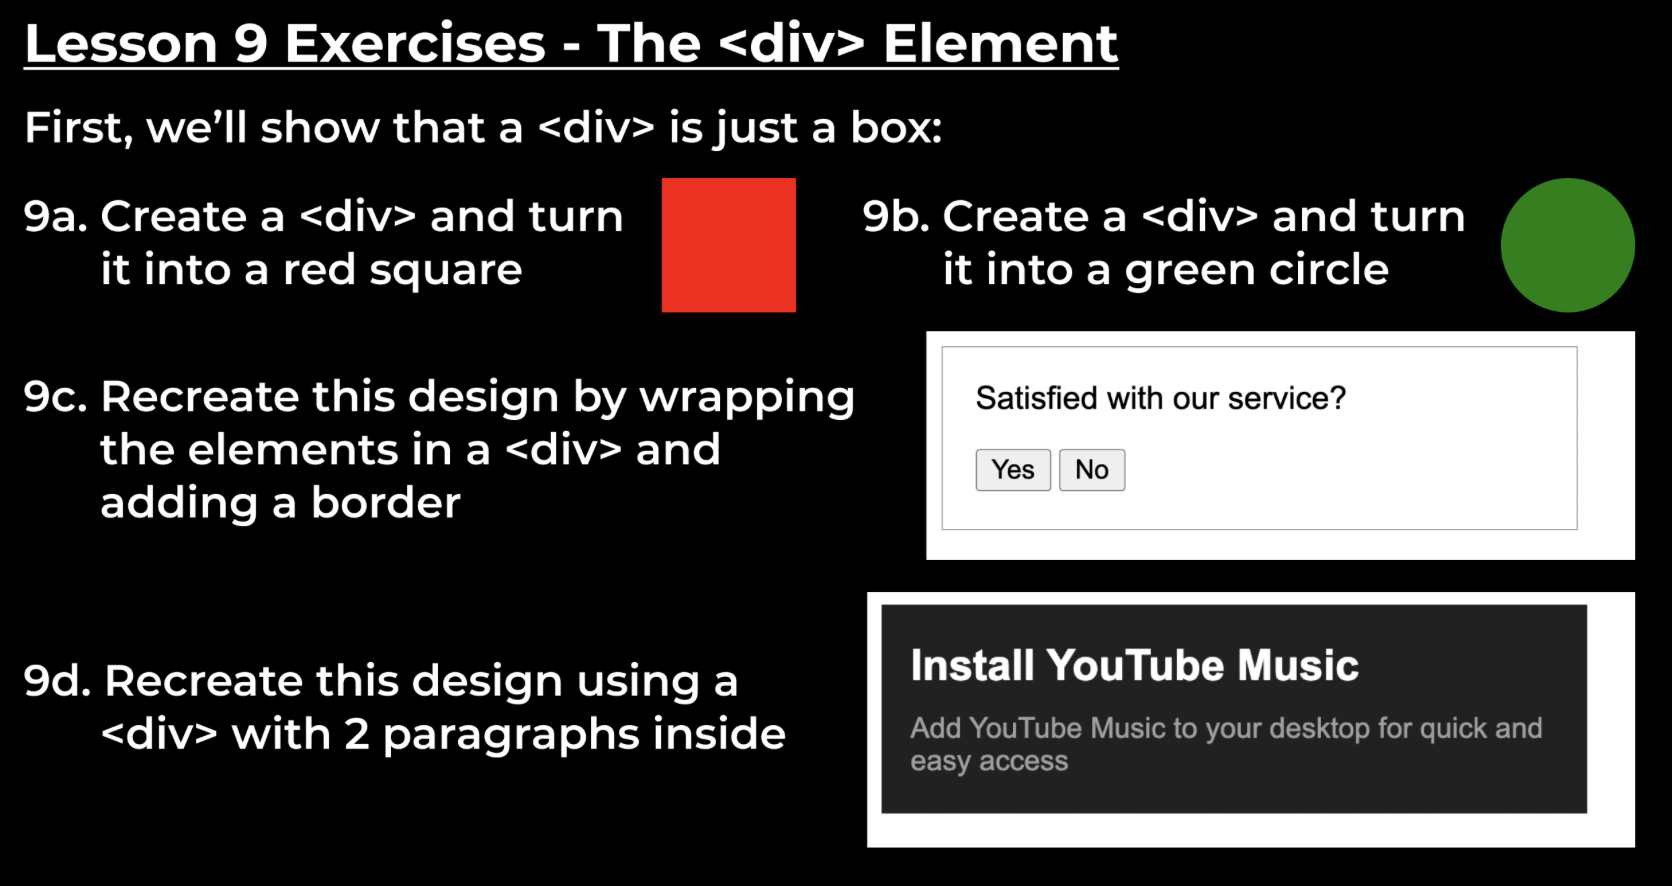 Lesson 9 Exercises - The <div> Element
First, we’ll show that a <div> is just a box:
9a. Create a <div> and turn
it into a red square
9b. Create a <div> and turn
it into a green circle
9c. Recreate this design by wrapping
the elements in a <div> and
adding a border
Satisfied with our service?
Yes No
9d. Recreate this design using a
<div> with 2 paragraphs inside
Install YouTube Music
Add YouTube Music to your desktop for quick and
easy access